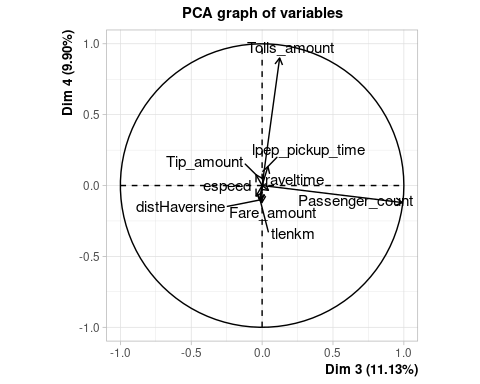 PCA graph of variables
Dim 4 (9.90%)
1.0
0.5
0.0
-0.5
-1.0
Tolls_amount
lpep_pickup_time
Tip_amount
traveltime
espeed
Passenger_count
distHaversine
Fare_amount
tlenkm
-1.0 -0.5 0.0 0.5 1.0
Dim 3 (11.13%)